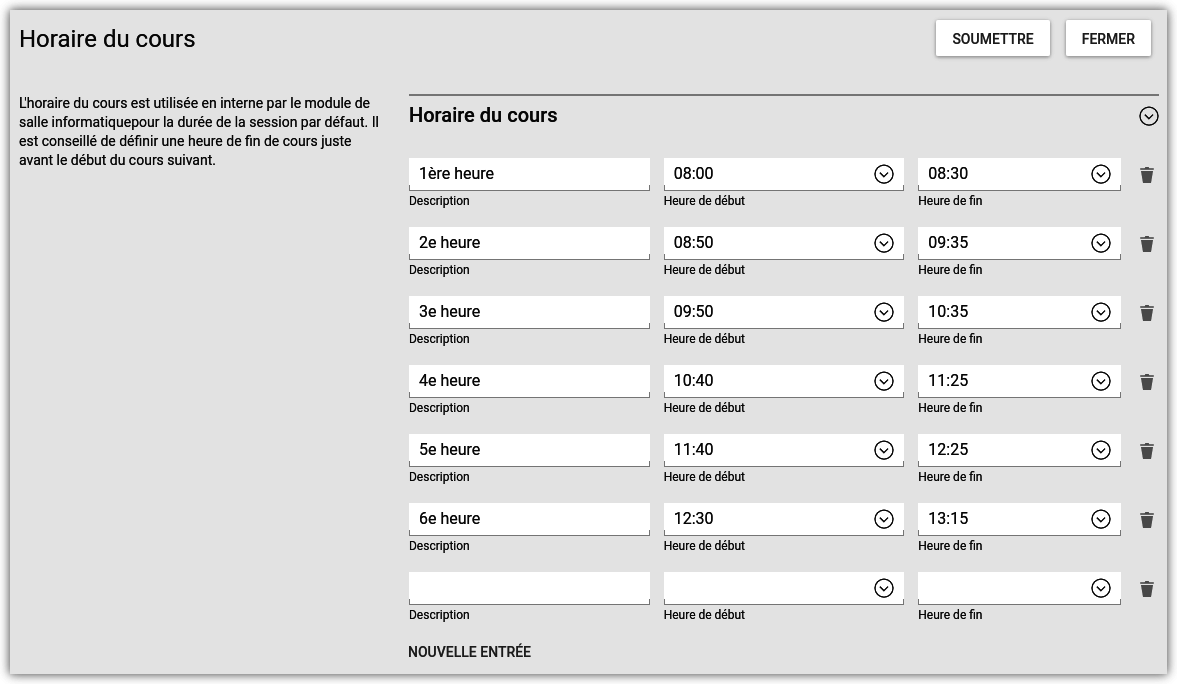 Horaire du cours
SOUMETTRE
FERMER
L'horaire du cours est utilisée en interne par le module de
salle informatiquepour la durée de la session par défaut. Il
est conseillé de définir une heure de fin de cours juste
avant le début du cours suivant.
Horaire du cours
1ère heure 08:00 08:30
Description Heure de début Heure de fin
2e heure 08:50 09:35
Description Heure de début Heure de fin
3e heure 09:50 10:35
Description Heure de début Heure de fin
4e heure 10:40 11:25
Description Heure de début Heure de fin
5e heure 11:40 12:25
Description Heure de début Heure de fin
6e heure 12:30 13:15
Description Heure de début Heure de fin
Description Heure de début Heure de fin
NOUVELLE ENTRÉE